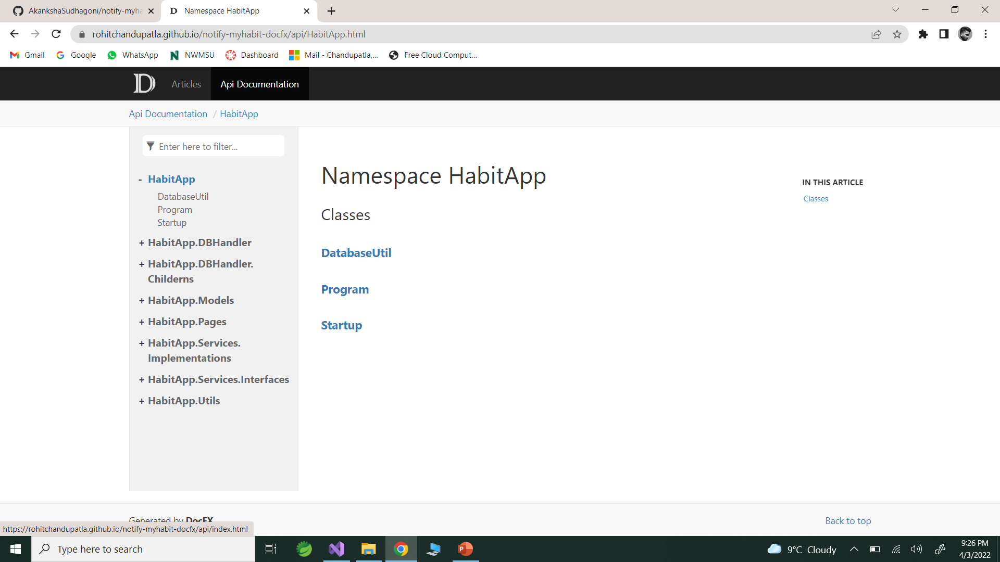 AkankshaSudhagoni/notify-myha
Namespace HabitApp
rohitchandupatla.github.io/notify-myhabit-docfx/api/HabitApp.html
Gmail
Google
WhatsApp
NWMSU
Dashboard
Mail - Chandupatla,...
Free Cloud Comput...
Articles
Api Documentation
Api Documentation / HabitApp
Enter here to filter...
- HabitApp
DatabaseUtil
Program
Startup
+ HabitApp.DBHandler
+ HabitApp.DBHandler.
Childerns
+ HabitApp.Models
+ HabitApp.Pages
+ HabitApp.Services.
Implementations
+ HabitApp.Services.Interfaces
+ HabitApp.Utils
Namespace HabitApp
Classes
DatabaseUtil
Program
Startup
IN THIS ARTICLE
Classes
Generated by DocFX
Back to top
https://rohitchandupatla.github.io/notify-myhabit-docfx/api/index.html
Type here to search
9°C Cloudy
9:26 PM
4/3/2022